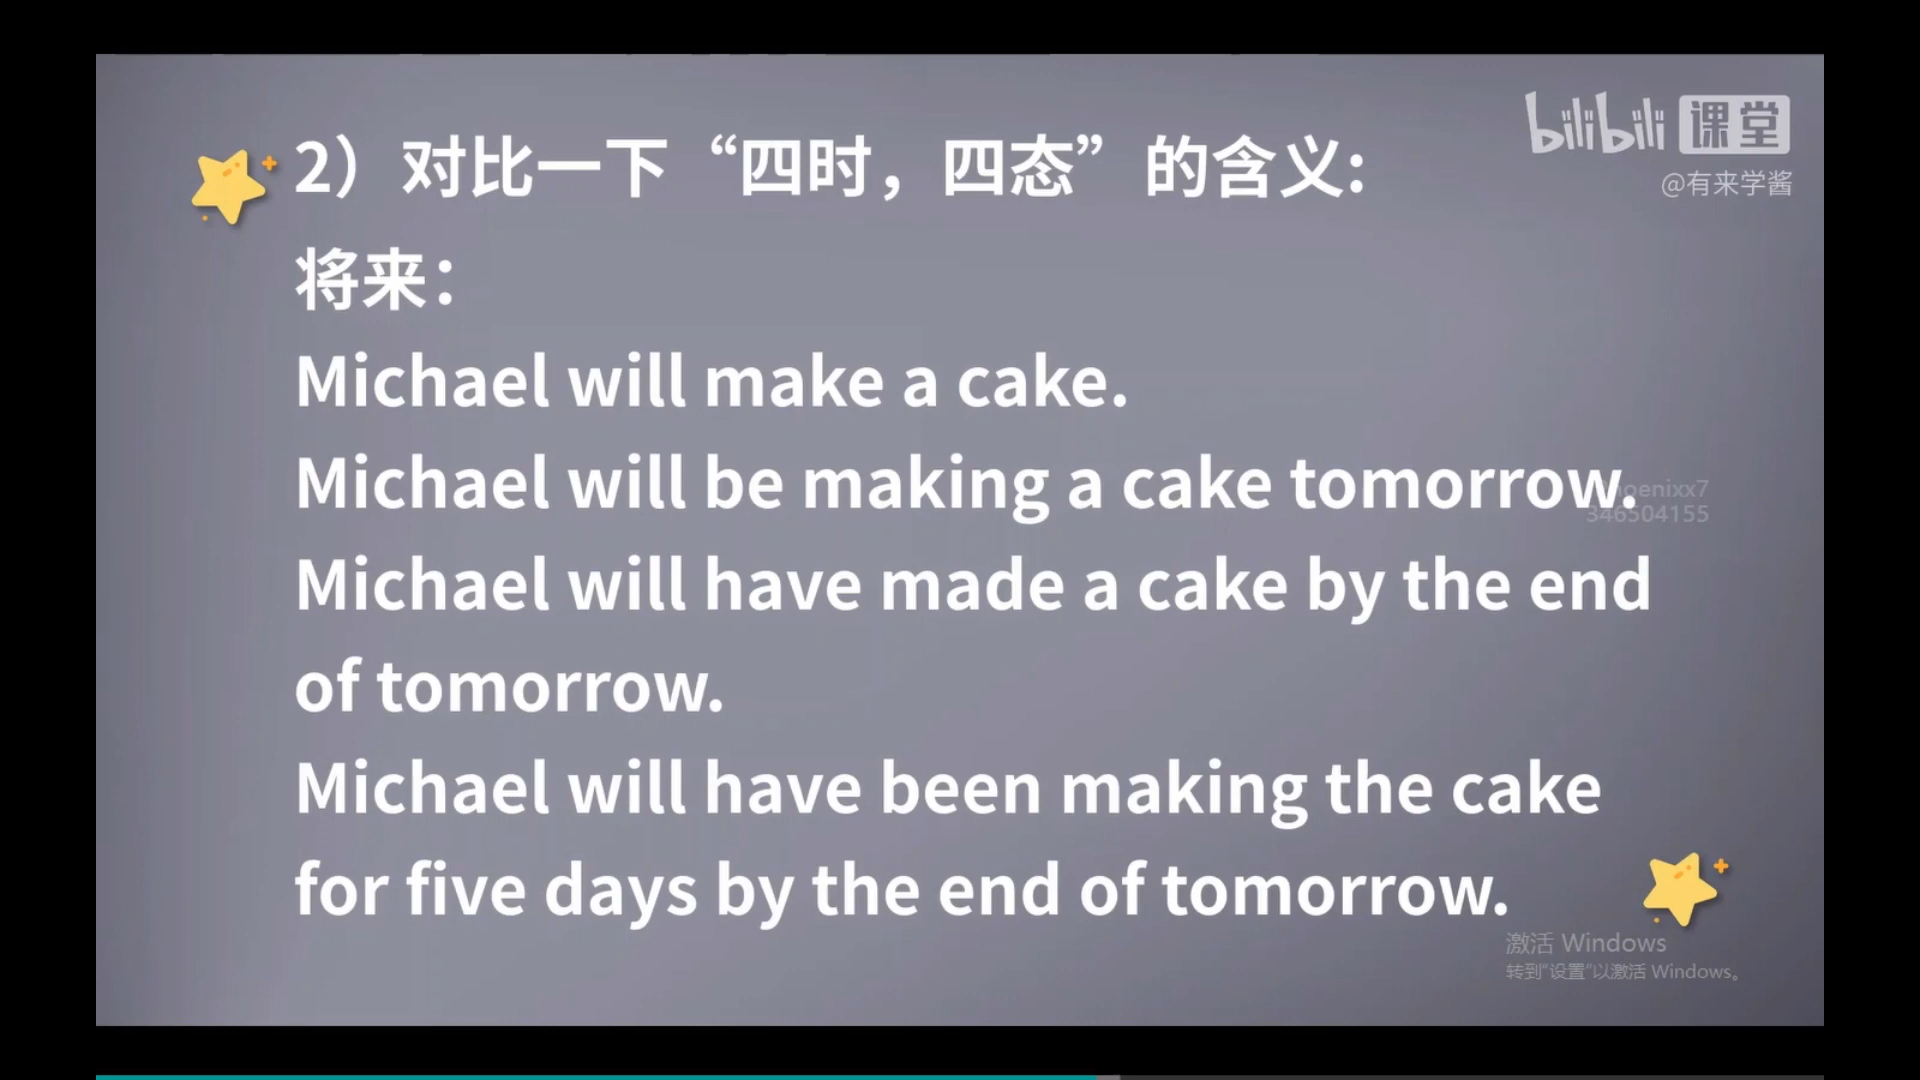 bilibili 课堂
@有来学酱
2）对比一下“四时，四态”的含义:
将来：
Michael will make a cake.
Michael will be making a cake tomorrow.
Michael will have made a cake by the end
of tomorrow.
Michael will have been making the cake
for five days by the end of tomorrow.
346504155
激活 Windows
转到“设置”以激活 Windows。